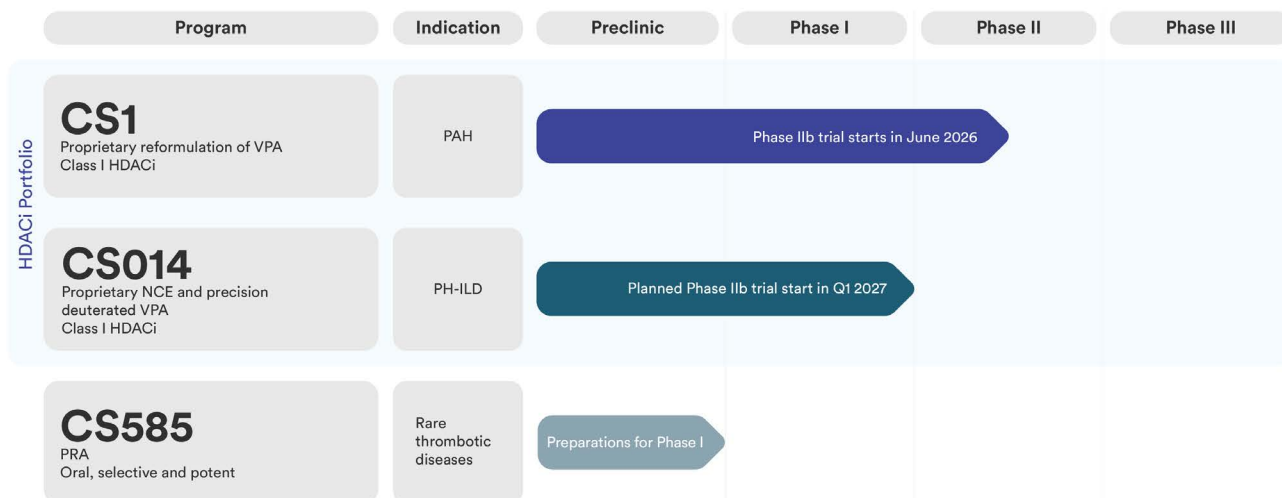 Program
Indication
Preclinic
Phase I
Phase II
Phase III
HDACi Portfolio
CS1
Proprietary reformulation of VPA
Class I HDACi
PAH
Phase IIb trial starts in June 2026
CS014
Proprietary NCE and precision
deuterated VPA
Class I HDACi
PH-ILD
Planned Phase IIb trial start in Q1 2027
CS585
PRA
Oral, selective and potent
Rare
thrombotic
diseases
Preparations for Phase I